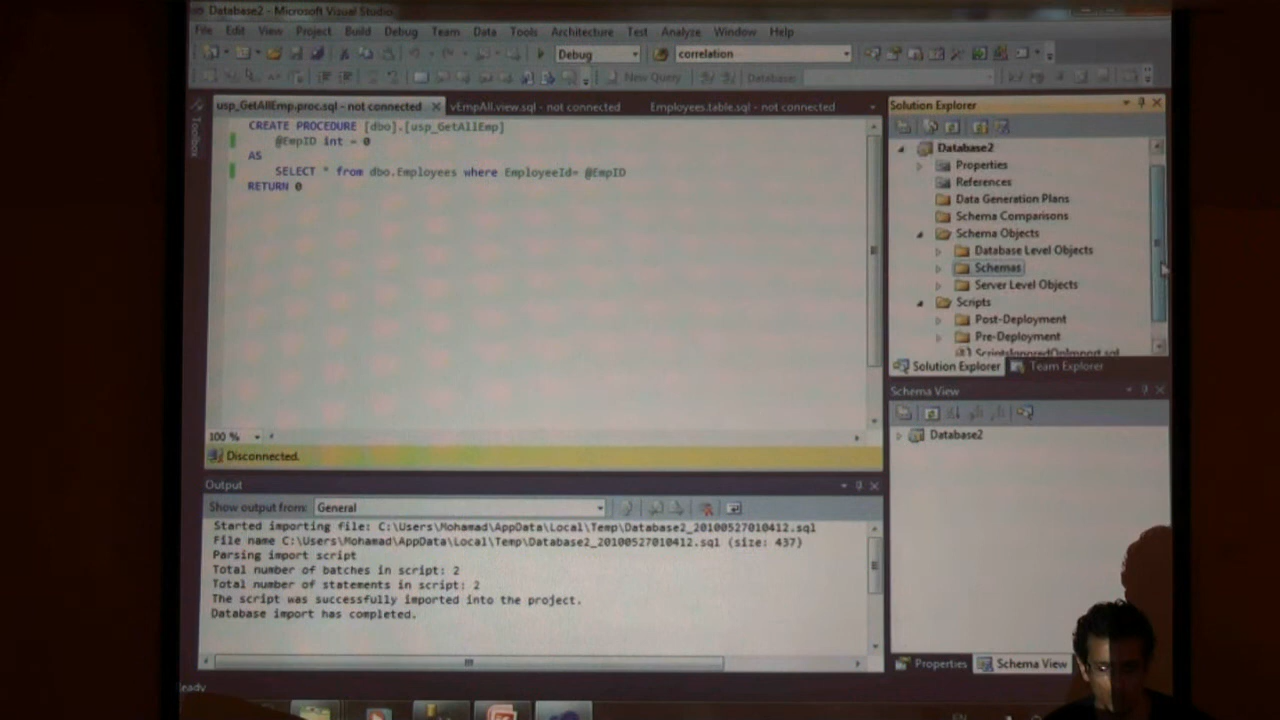 Database2 - Microsoft Visual Studio
File Edit View Project Build Debug Team Data Tools Architecture Test Analyze Window Help
Debug correlation
New Query Database:
usp_GetAllEmp.proc.sql - not connected vEmpAll.view.sql - not connected Employees.table.sql - not connected
Toolbox
CREATE PROCEDURE [dbo].[usp_GetAllEmp]
@EmpID int = 0
AS
SELECT * from dbo.Employees where EmployeeId= @EmpID
RETURN 0
100 %
Disconnected.
Output
Show output from: General
Started importing file: C:\Users\Mohamad\AppData\Local\Temp\Database2_20100527010412.sql
File name C:\Users\Mohamad\AppData\Local\Temp\Database2_20100527010412.sql (size: 437)
Parsing import script
Total number of batches in script: 2
Total number of statements in script: 2
The script was successfully imported into the project.
Database import has completed.
Solution Explorer
Database2
Properties
References
Data Generation Plans
Schema Comparisons
Schema Objects
Database Level Objects
Schemas
Server Level Objects
Scripts
Post-Deployment
Pre-Deployment
ScriptsIgnoredOnImport.sql
Solution Explorer Team Explorer
Schema View
Database2
Properties Schema View
EN